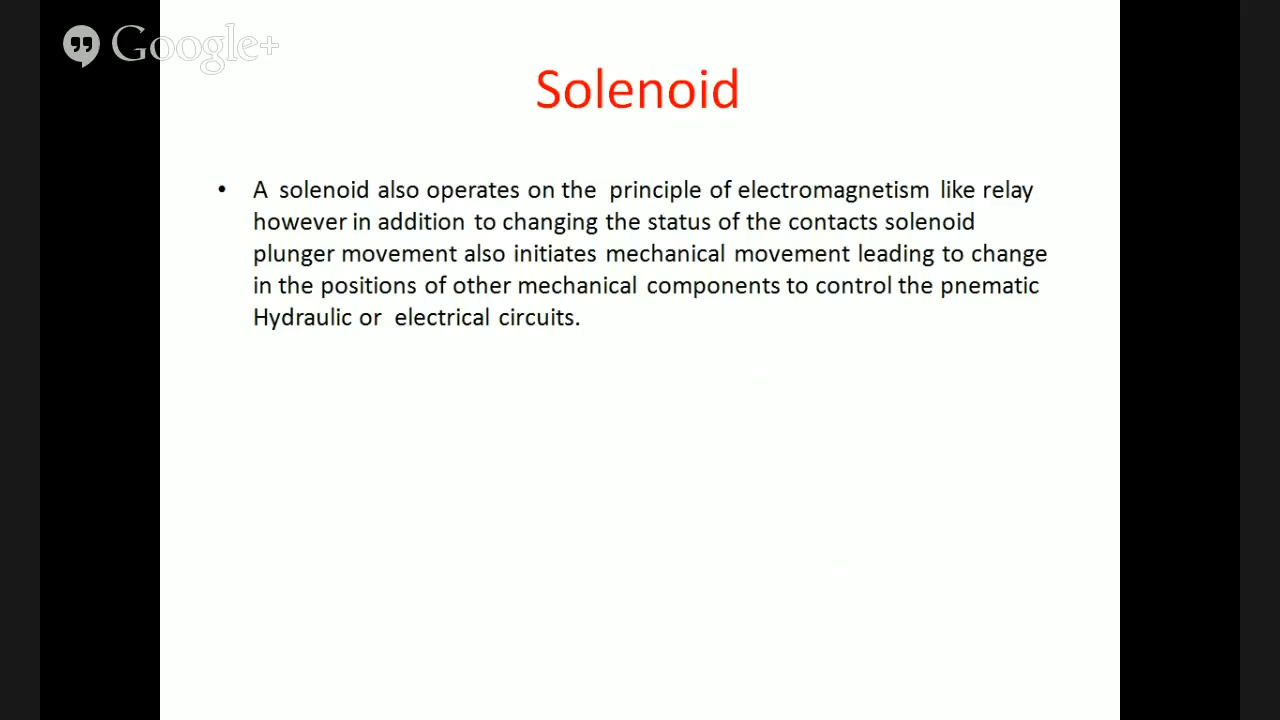 Google+
Solenoid
• A solenoid also operates on the principle of electromagnetism like relay
however in addition to changing the status of the contacts solenoid
plunger movement also initiates mechanical movement leading to change
in the positions of other mechanical components to control the pnematic
Hydraulic or electrical circuits.